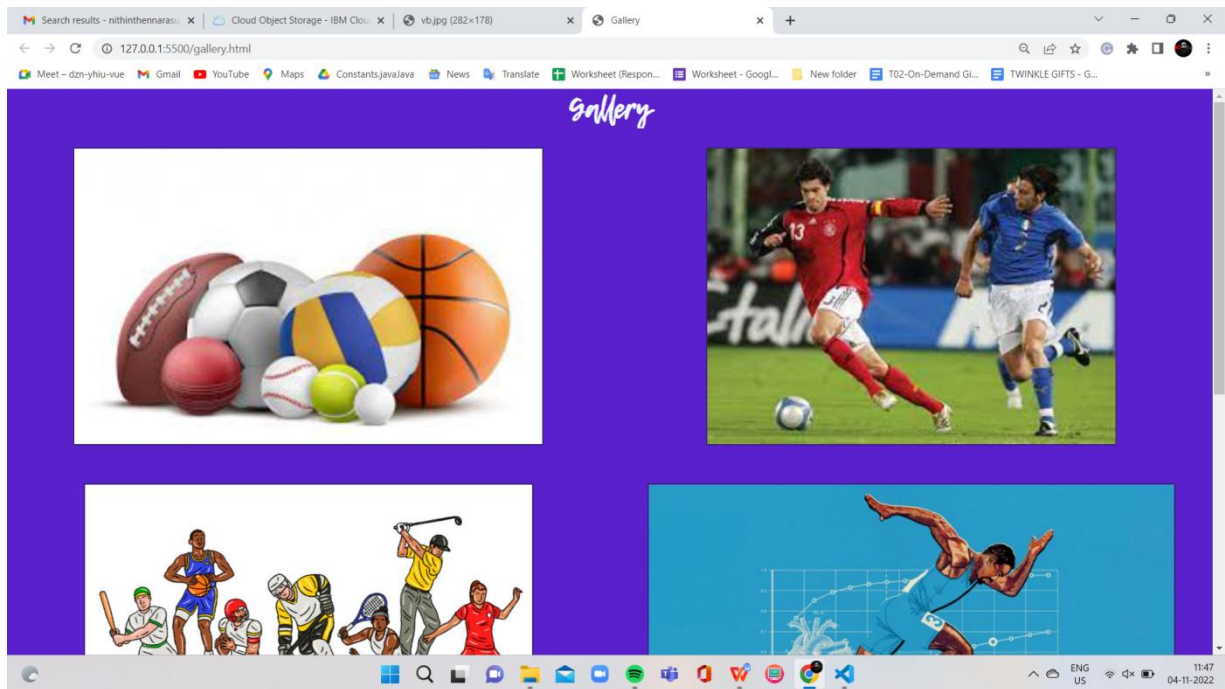 Search results - nithinthennarasu
Cloud Object Storage - IBM Clou
vb.jpg (282×178)
Gallery
127.0.0.1:5500/gallery.html
Meet – dzn-yhiu-vue
Gmail
YouTube
Maps
Constants.javaJava
News
Translate
Worksheet (Respon...
Worksheet - Googl...
New folder
T02-On-Demand Gi...
TWINKLE GIFTS - G...
»
Gallery
13
ENG
US
11:47
04-11-2022